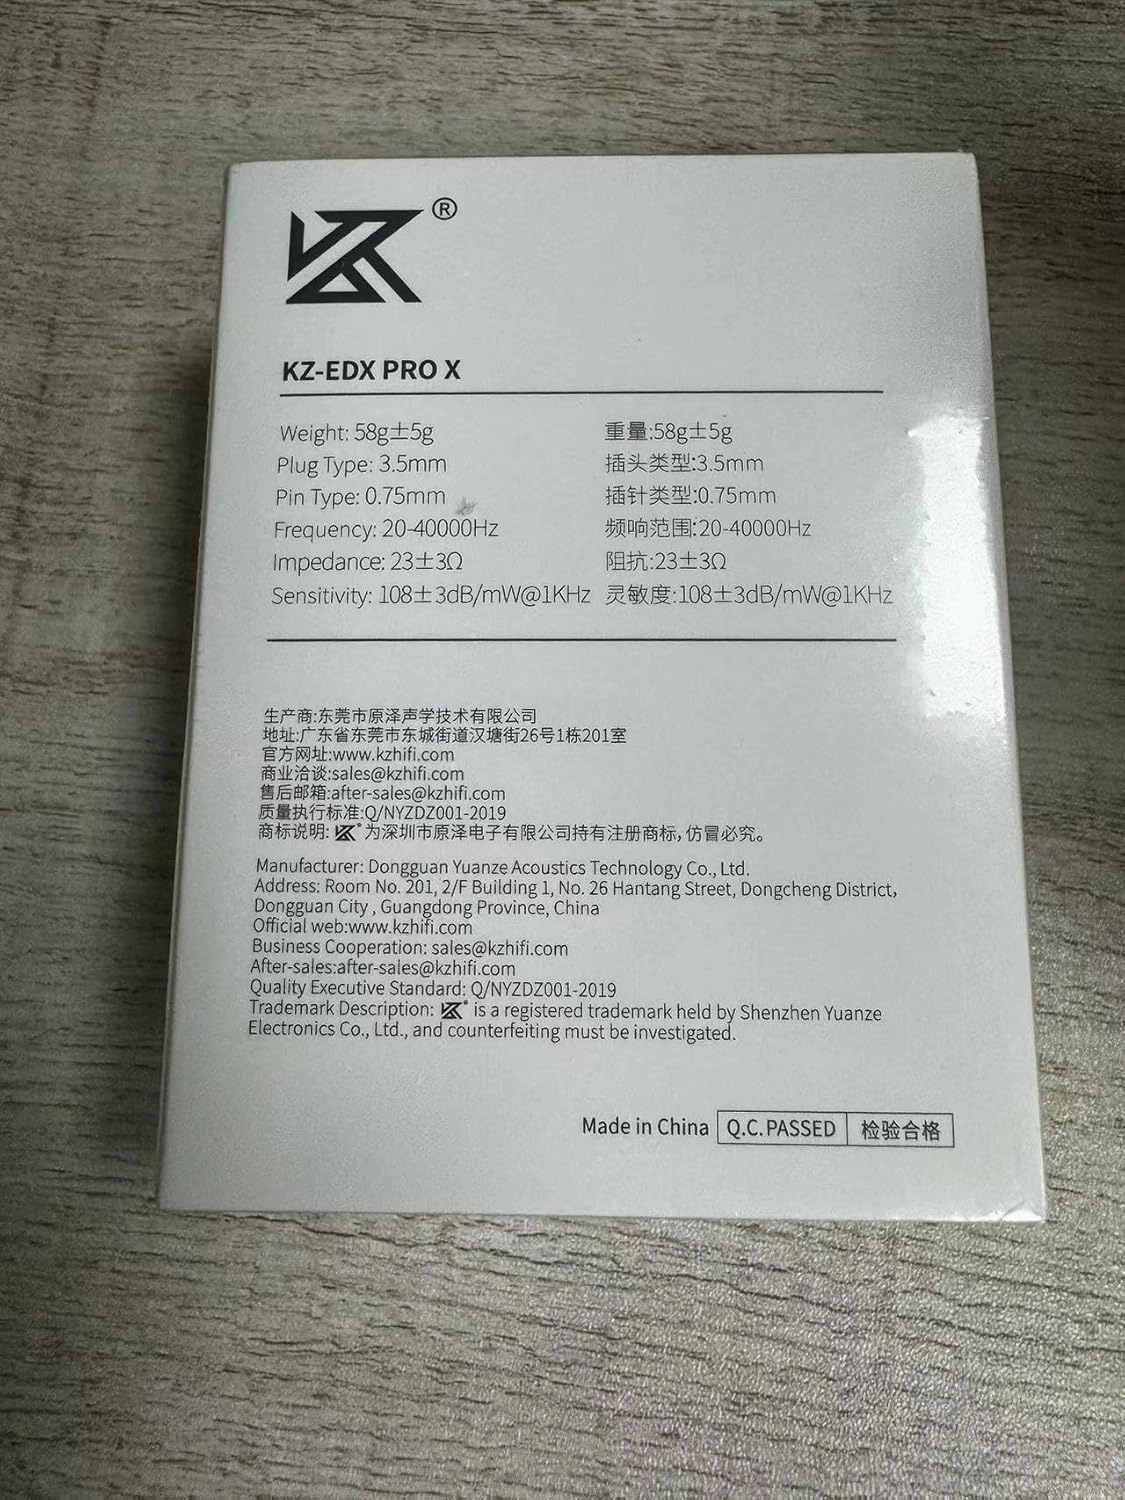 KZ®
KZ-EDX PRO X
Weight: 58g±5g
Plug Type: 3.5mm
Pin Type: 0.75mm
Frequency: 20-40000Hz
Impedance: 23±3Ω
Sensitivity: 108±3dB/mW@1KHz
重量:58g±5g
插头类型:3.5mm
插针类型:0.75mm
频响范围:20-40000Hz
阻抗:23±3Ω
灵敏度:108±3dB/mW@1KHz
生产商:东莞市原泽声学技术有限公司
地址:广东省东莞市东城街道汉塘街26号1栋201室
官方网址:www.kzhifi.com
商业洽谈:sales@kzhifi.com
售后邮箱:after-sales@kzhifi.com
质量执行标准:Q/NYZDZ001-2019
商标说明: KZ®为深圳市原泽电子有限公司持有注册商标, 仿冒必究。
Manufacturer: Dongguan Yuanze Acoustics Technology Co., Ltd.
Address: Room No. 201, 2/F Building 1, No. 26 Hantang Street, Dongcheng District,
Dongguan City , Guangdong Province, China
Official web:www.kzhifi.com
Business Cooperation: sales@kzhifi.com
After-sales:after-sales@kzhifi.com
Quality Executive Standard: Q/NYZDZ001-2019
Trademark Description: KZ® is a registered trademark held by Shenzhen Yuanze
Electronics Co., Ltd., and counterfeiting must be investigated.
Made in China Q.C. PASSED 检验合格